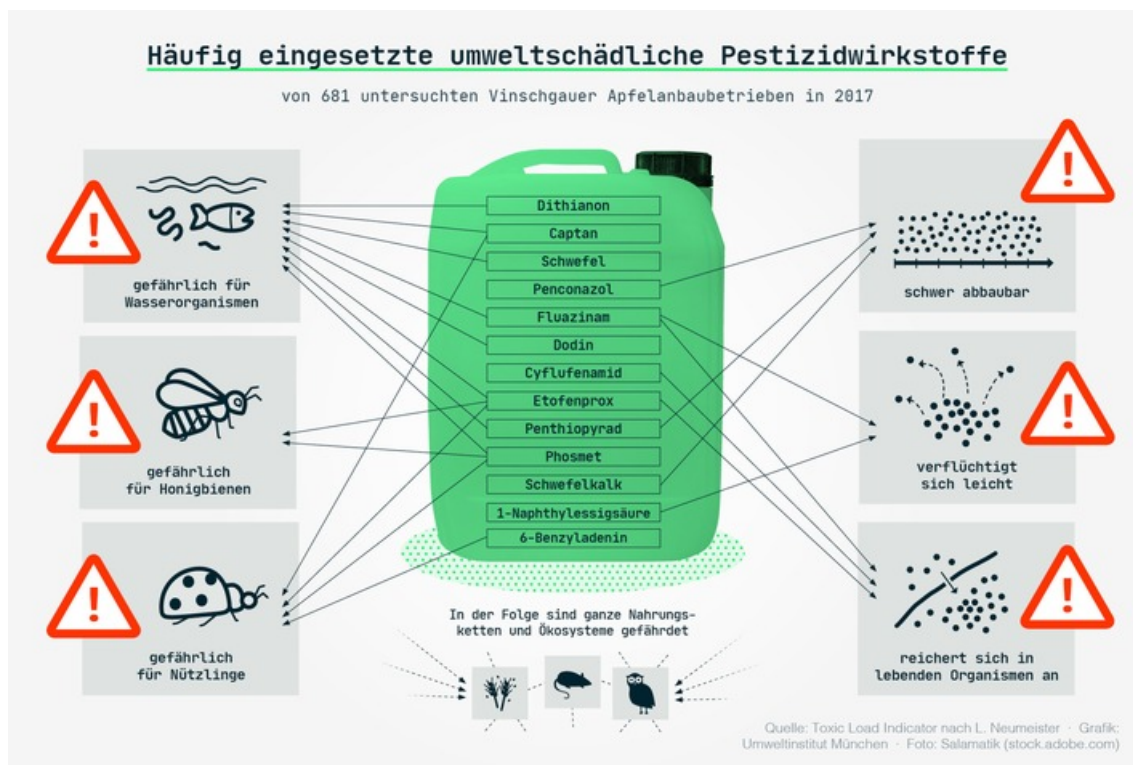 Häufig eingesetzte umweltschädliche Pestizidwirkstoffe
von 681 untersuchten Vinschgauer Apfelanbaubetrieben in 2017
gefährlich für
Wasserorganismen
gefährlich
für Honigbienen
gefährlich
für Nützlinge
Dithianon
Captan
Schwefel
Penconazol
Fluazinam
Dodin
Cyflufenamid
Etofenprox
Penthiopyrad
Phosmet
Schwefelkalk
1-Naphthylessigsäure
6-Benzyladenin
schwer abbaubar
verflüchtigt
sich leicht
reichert sich in
lebenden Organismen an
In der Folge sind ganze Nahrungs-
ketten und Ökosysteme gefährdet
Quelle: Toxic Load Indicator nach L. Neumeister · Grafik:
Umweltinstitut München · Foto: Salamatik (stock.adobe.com)